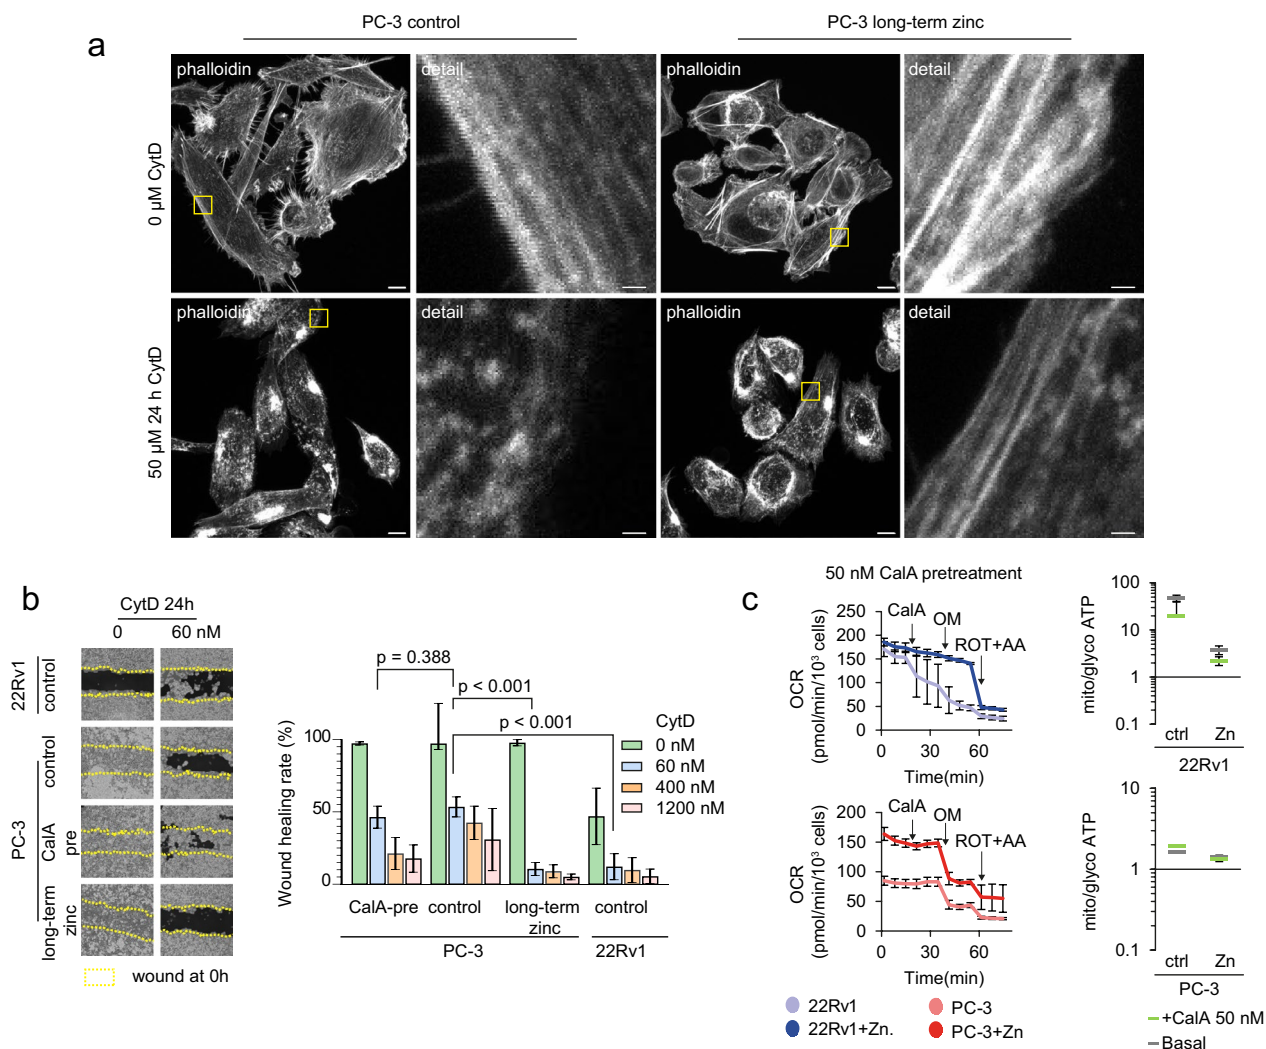 PC-3 control
PC-3 long-term zinc
a
phalloidin
detail
phalloidin
detail
0 µM CytD
phalloidin
detail
phalloidin
detail
50 µM 24 h CytD
b
CytD 24h
0
60 nM
22Rv1
control
PC-3
control
CalA
pre
long-term
zinc
wound at 0h
p = 0.388
p < 0.001
p < 0.001
CytD
0 nM
60 nM
400 nM
1200 nM
Wound healing rate (%)
100
50
0
CalA-pre
control
long-term
zinc
control
PC-3
22Rv1
c
50 nM CalA pretreatment
OCR
(pmol/min/10³ cells)
250
200
150
100
50
0
CalA
OM
ROT+AA
0
30
60
Time(min)
OCR
(pmol/min/10³ cells)
200
150
100
50
0
CalA
OM
ROT+AA
0
30
60
Time(min)
22Rv1
22Rv1+Zn.
PC-3
PC-3+Zn
mito/glyco ATP
100
10
1
0.1
ctrl
Zn
22Rv1
mito/glyco ATP
10
1
0.1
ctrl
Zn
PC-3
+CalA 50 nM
Basal